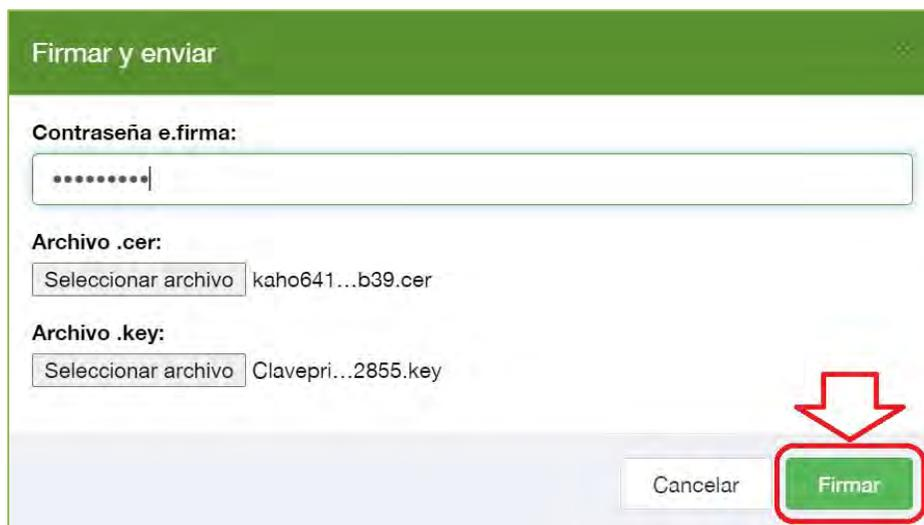 Firmar y enviar
Contraseña e.firma:
•••••••••
Archivo .cer:
Seleccionar archivo kaho641...b39.cer
Archivo .key:
Seleccionar archivo Clavepri...2855.key
Cancelar Firmar